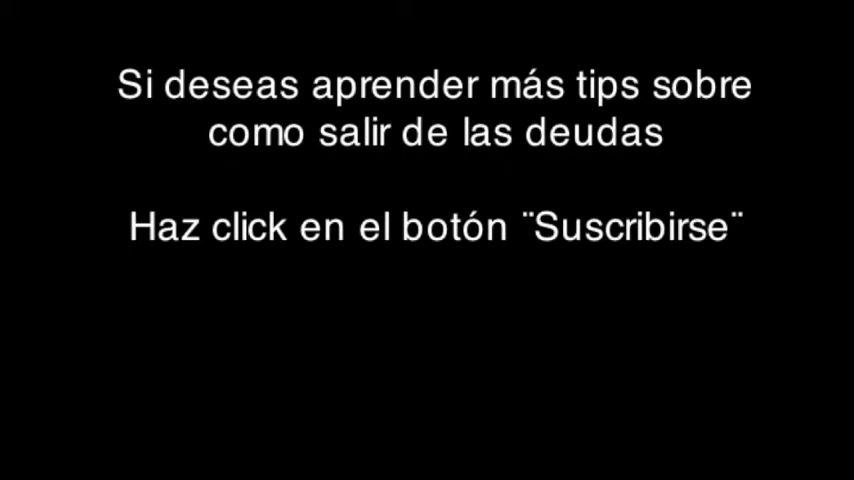 Si deseas aprender más tips sobre
como salir de las deudas
Haz click en el botón ¨Suscribirse¨